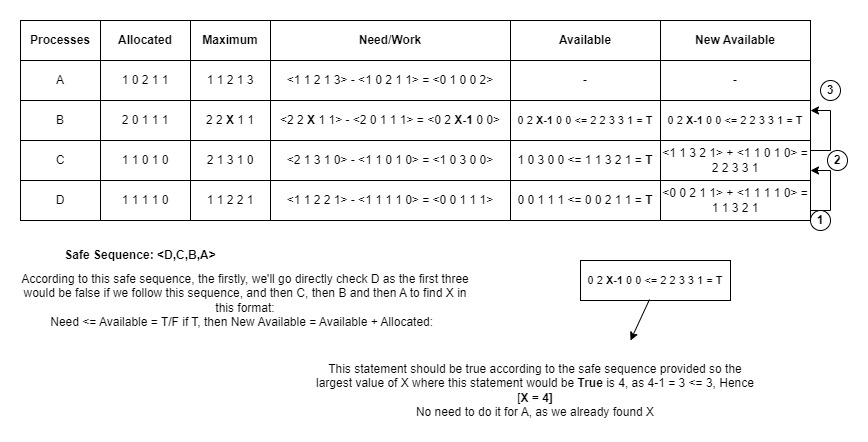 Processes Allocated Maximum Need/Work Available New Available
A 1 0 2 1 1 1 1 2 1 3 <1 1 2 1 3> - <1 0 2 1 1> = <0 1 0 0 2> - -
3
B 2 0 1 1 1 2 2 X 1 1 <2 2 X 1 1> - <2 0 1 1 1> = <0 2 X-1 0 0> 0 2 X-1 0 0 <= 2 2 3 3 1 = T 0 2 X-1 0 0 <= 2 2 3 3 1 = T
C 1 1 0 1 0 2 1 3 1 0 <2 1 3 1 0> - <1 1 0 1 0> = <1 0 3 0 0> 1 0 3 0 0 <= 1 1 3 2 1 = T <1 1 3 2 1> + <1 1 0 1 0> =
2 2 3 3 1
2
D 1 1 1 1 0 1 1 2 2 1 <1 1 2 2 1> - <1 1 1 1 0> = <0 0 1 1 1> 0 0 1 1 1 <= 0 0 2 1 1 = T <0 0 2 1 1> + <1 1 1 1 0> =
1 1 3 2 1
1
Safe Sequence: <D,C,B,A>
According to this safe sequence, the firstly, we'll go directly check D as the first three
would be false if we follow this sequence, and then C, then B and then A to find X in
this format:
Need <= Available = T/F if T, then New Available = Available + Allocated:
0 2 X-1 0 0 <= 2 2 3 3 1 = T
This statement should be true according to the safe sequence provided so the
largest value of X where this statement would be True is 4, as 4-1 = 3 <= 3, Hence
[X = 4]
No need to do it for A, as we already found X